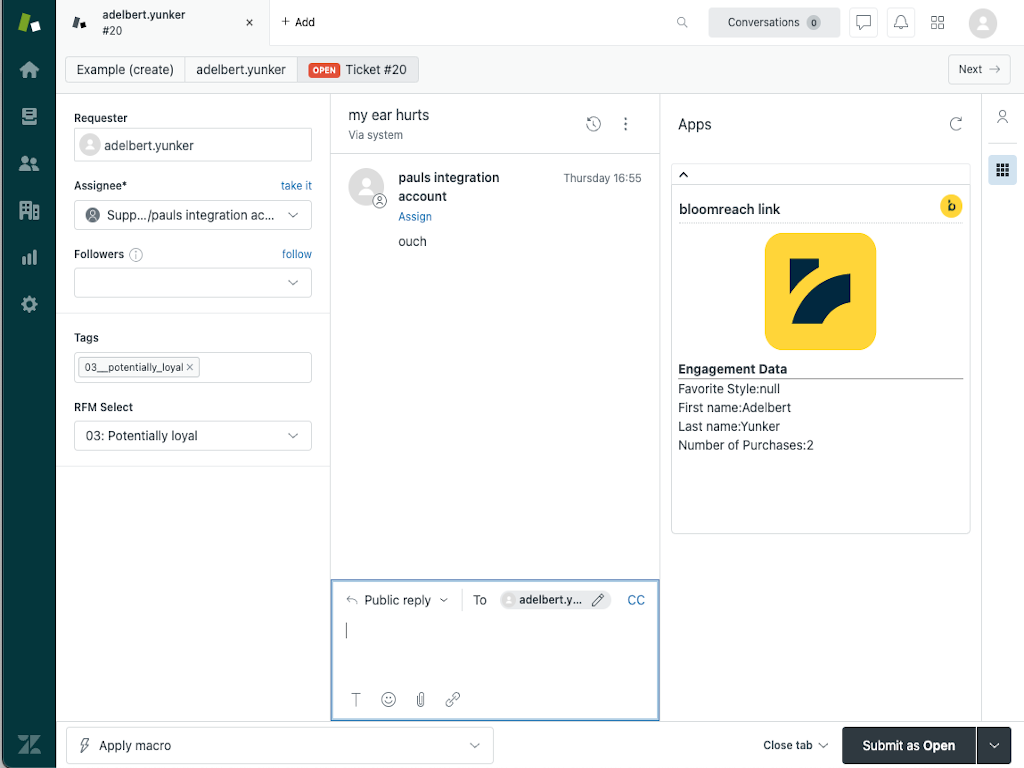 adelbert.yunker
#20
+ Add
Conversations 0
Example (create)
adelbert.yunker
OPEN Ticket #20
Next
Requester
adelbert.yunker
Assignee* take it
Supp.../pauls integration ac...
Followers follow
Tags
03__potentially_loyal ×
RFM Select
03: Potentially loyal
my ear hurts
Via system
pauls integration account
Thursday 16:55
Assign
ouch
Public reply
To
adelbert.y...
CC
Apps
bloomreach link
b
Engagement Data
Favorite Style:null
First name:Adelbert
Last name:Yunker
Number of Purchases:2
Apply macro
Close tab
Submit as Open